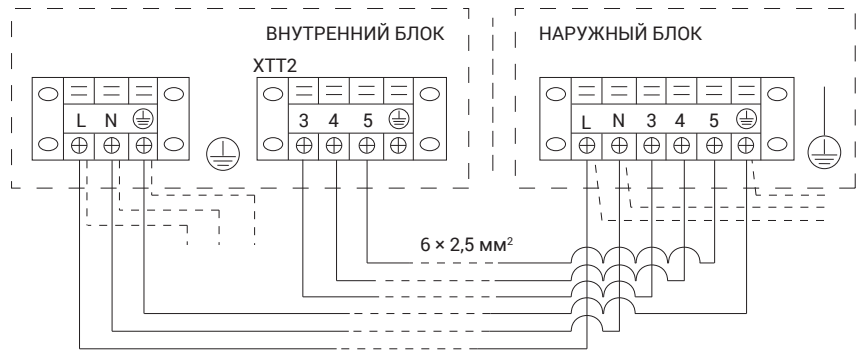 ВНУТРЕННИЙ БЛОК
НАРУЖНЫЙ БЛОК
XTT2
L N
3 4 5
L N 3 4 5
6 × 2,5 мм²